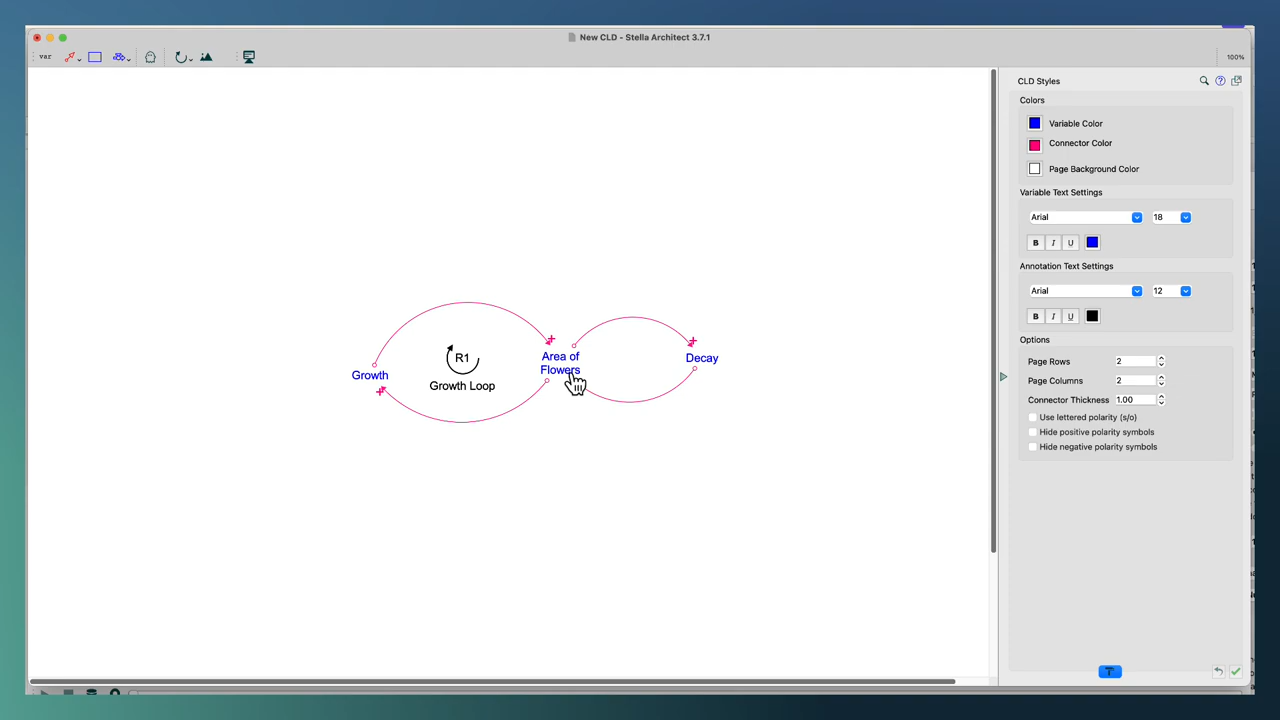 New CLD - Stella Architect 3.7.1
var
100%
CLD Styles
Colors
Variable Color
Connector Color
Page Background Color
Variable Text Settings
Arial
18
B I U
Annotation Text Settings
Arial
12
B I U
Options
Page Rows
2
Page Columns
2
Connector Thickness
1.00
Use lettered polarity (s/o)
Hide positive polarity symbols
Hide negative polarity symbols
Growth
R1
Growth Loop
Area of
Flowers
Decay